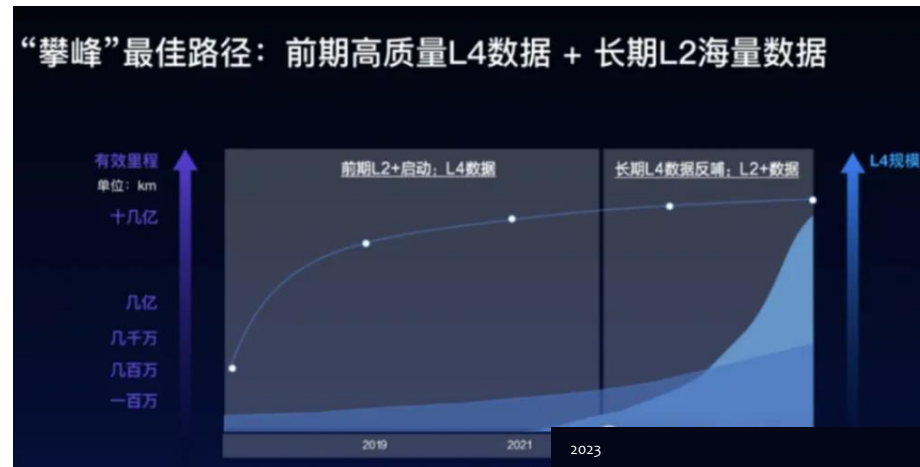 “攀峰”最佳路径：前期高质量L4数据 + 长期L2海量数据
有效里程
单位：km
十几亿
几亿
几千万
几百万
一百万
前期L2+启动；L4数据
长期L4数据反哺；L2+数据
L4规模
2019
2021
2023